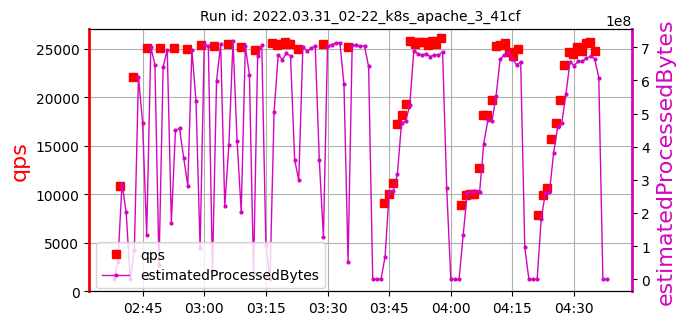 Run id: 2022.03.31_02-22_k8s_apache_3_41cf
1e8
25000
20000
15000
10000
5000
0
qps
7
6
5
4
3
2
1
0
estimatedProcessedBytes
qps
estimatedProcessedBytes
02:45 03:00 03:15 03:30 03:45 04:00 04:15 04:30